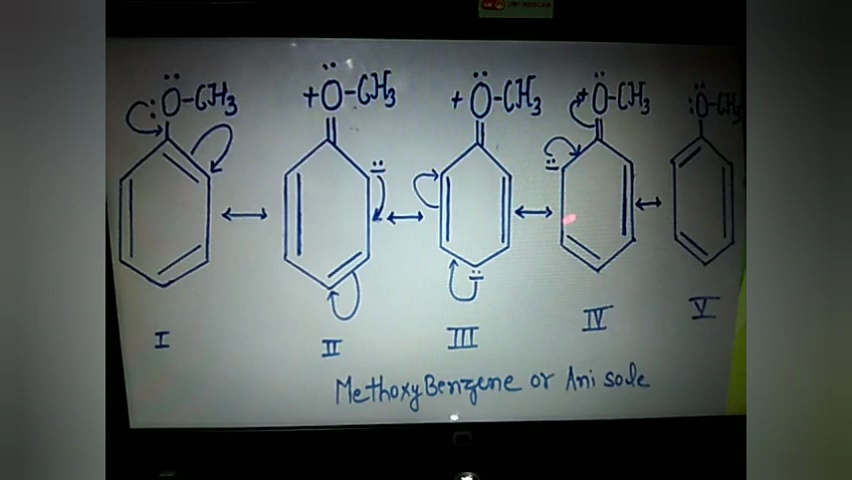 :Ö-CH3 +Ö-CH3 +Ö-CH3 +Ö-CH3 :Ö-CH3
I II III IV V
Methoxy Benzene or Anisole